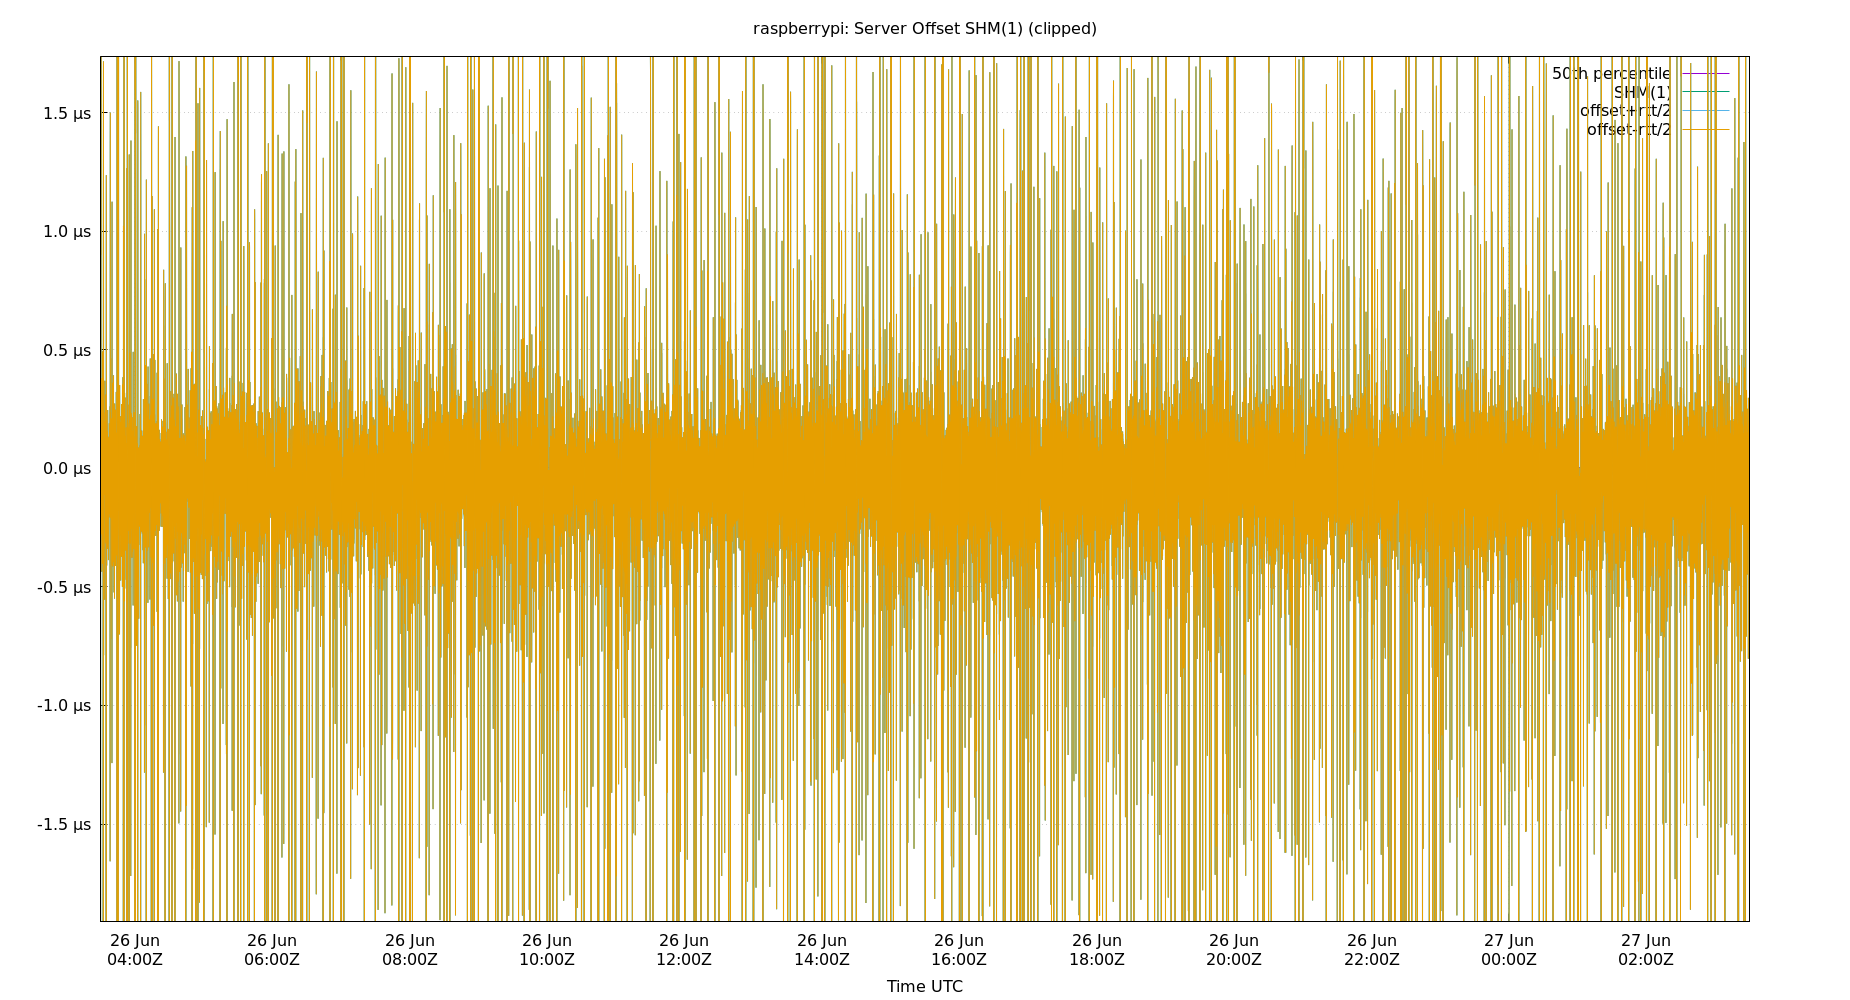 raspberrypi: Server Offset SHM(1) (clipped)
50th percentile
SHM(1)
offset+rtt/2
offset-rtt/2
1.5 µs
1.0 µs
0.5 µs
0.0 µs
-0.5 µs
-1.0 µs
-1.5 µs
26 Jun 26 Jun 26 Jun 26 Jun 26 Jun 26 Jun 26 Jun 26 Jun 26 Jun 26 Jun 27 Jun 27 Jun
04:00Z 06:00Z 08:00Z 10:00Z 12:00Z 14:00Z 16:00Z 18:00Z 20:00Z 22:00Z 00:00Z 02:00Z
Time UTC